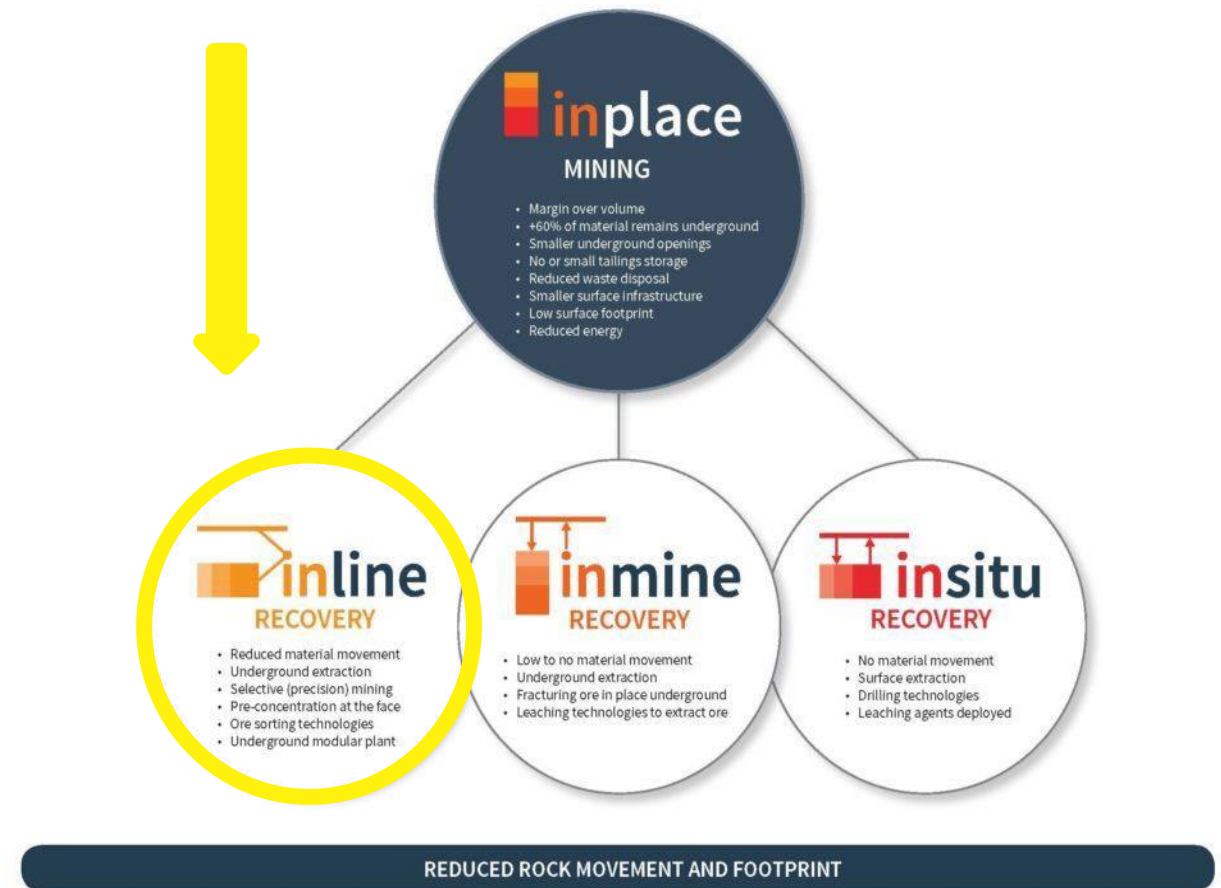 inplace
MINING
• Margin over volume
• +60% of material remains underground
• Smaller underground openings
• No or small tailings storage
• Reduced waste disposal
• Smaller surface infrastructure
• Low surface footprint
• Reduced energy
inline
RECOVERY
• Reduced material movement
• Underground extraction
• Selective (precision) mining
• Pre-concentration at the face
• Ore sorting technologies
• Underground modular plant
inmine
RECOVERY
• Low to no material movement
• Underground extraction
• Fracturing ore in place underground
• Leaching technologies to extract ore
insitu
RECOVERY
• No material movement
• Surface extraction
• Drilling technologies
• Leaching agents deployed
REDUCED ROCK MOVEMENT AND FOOTPRINT